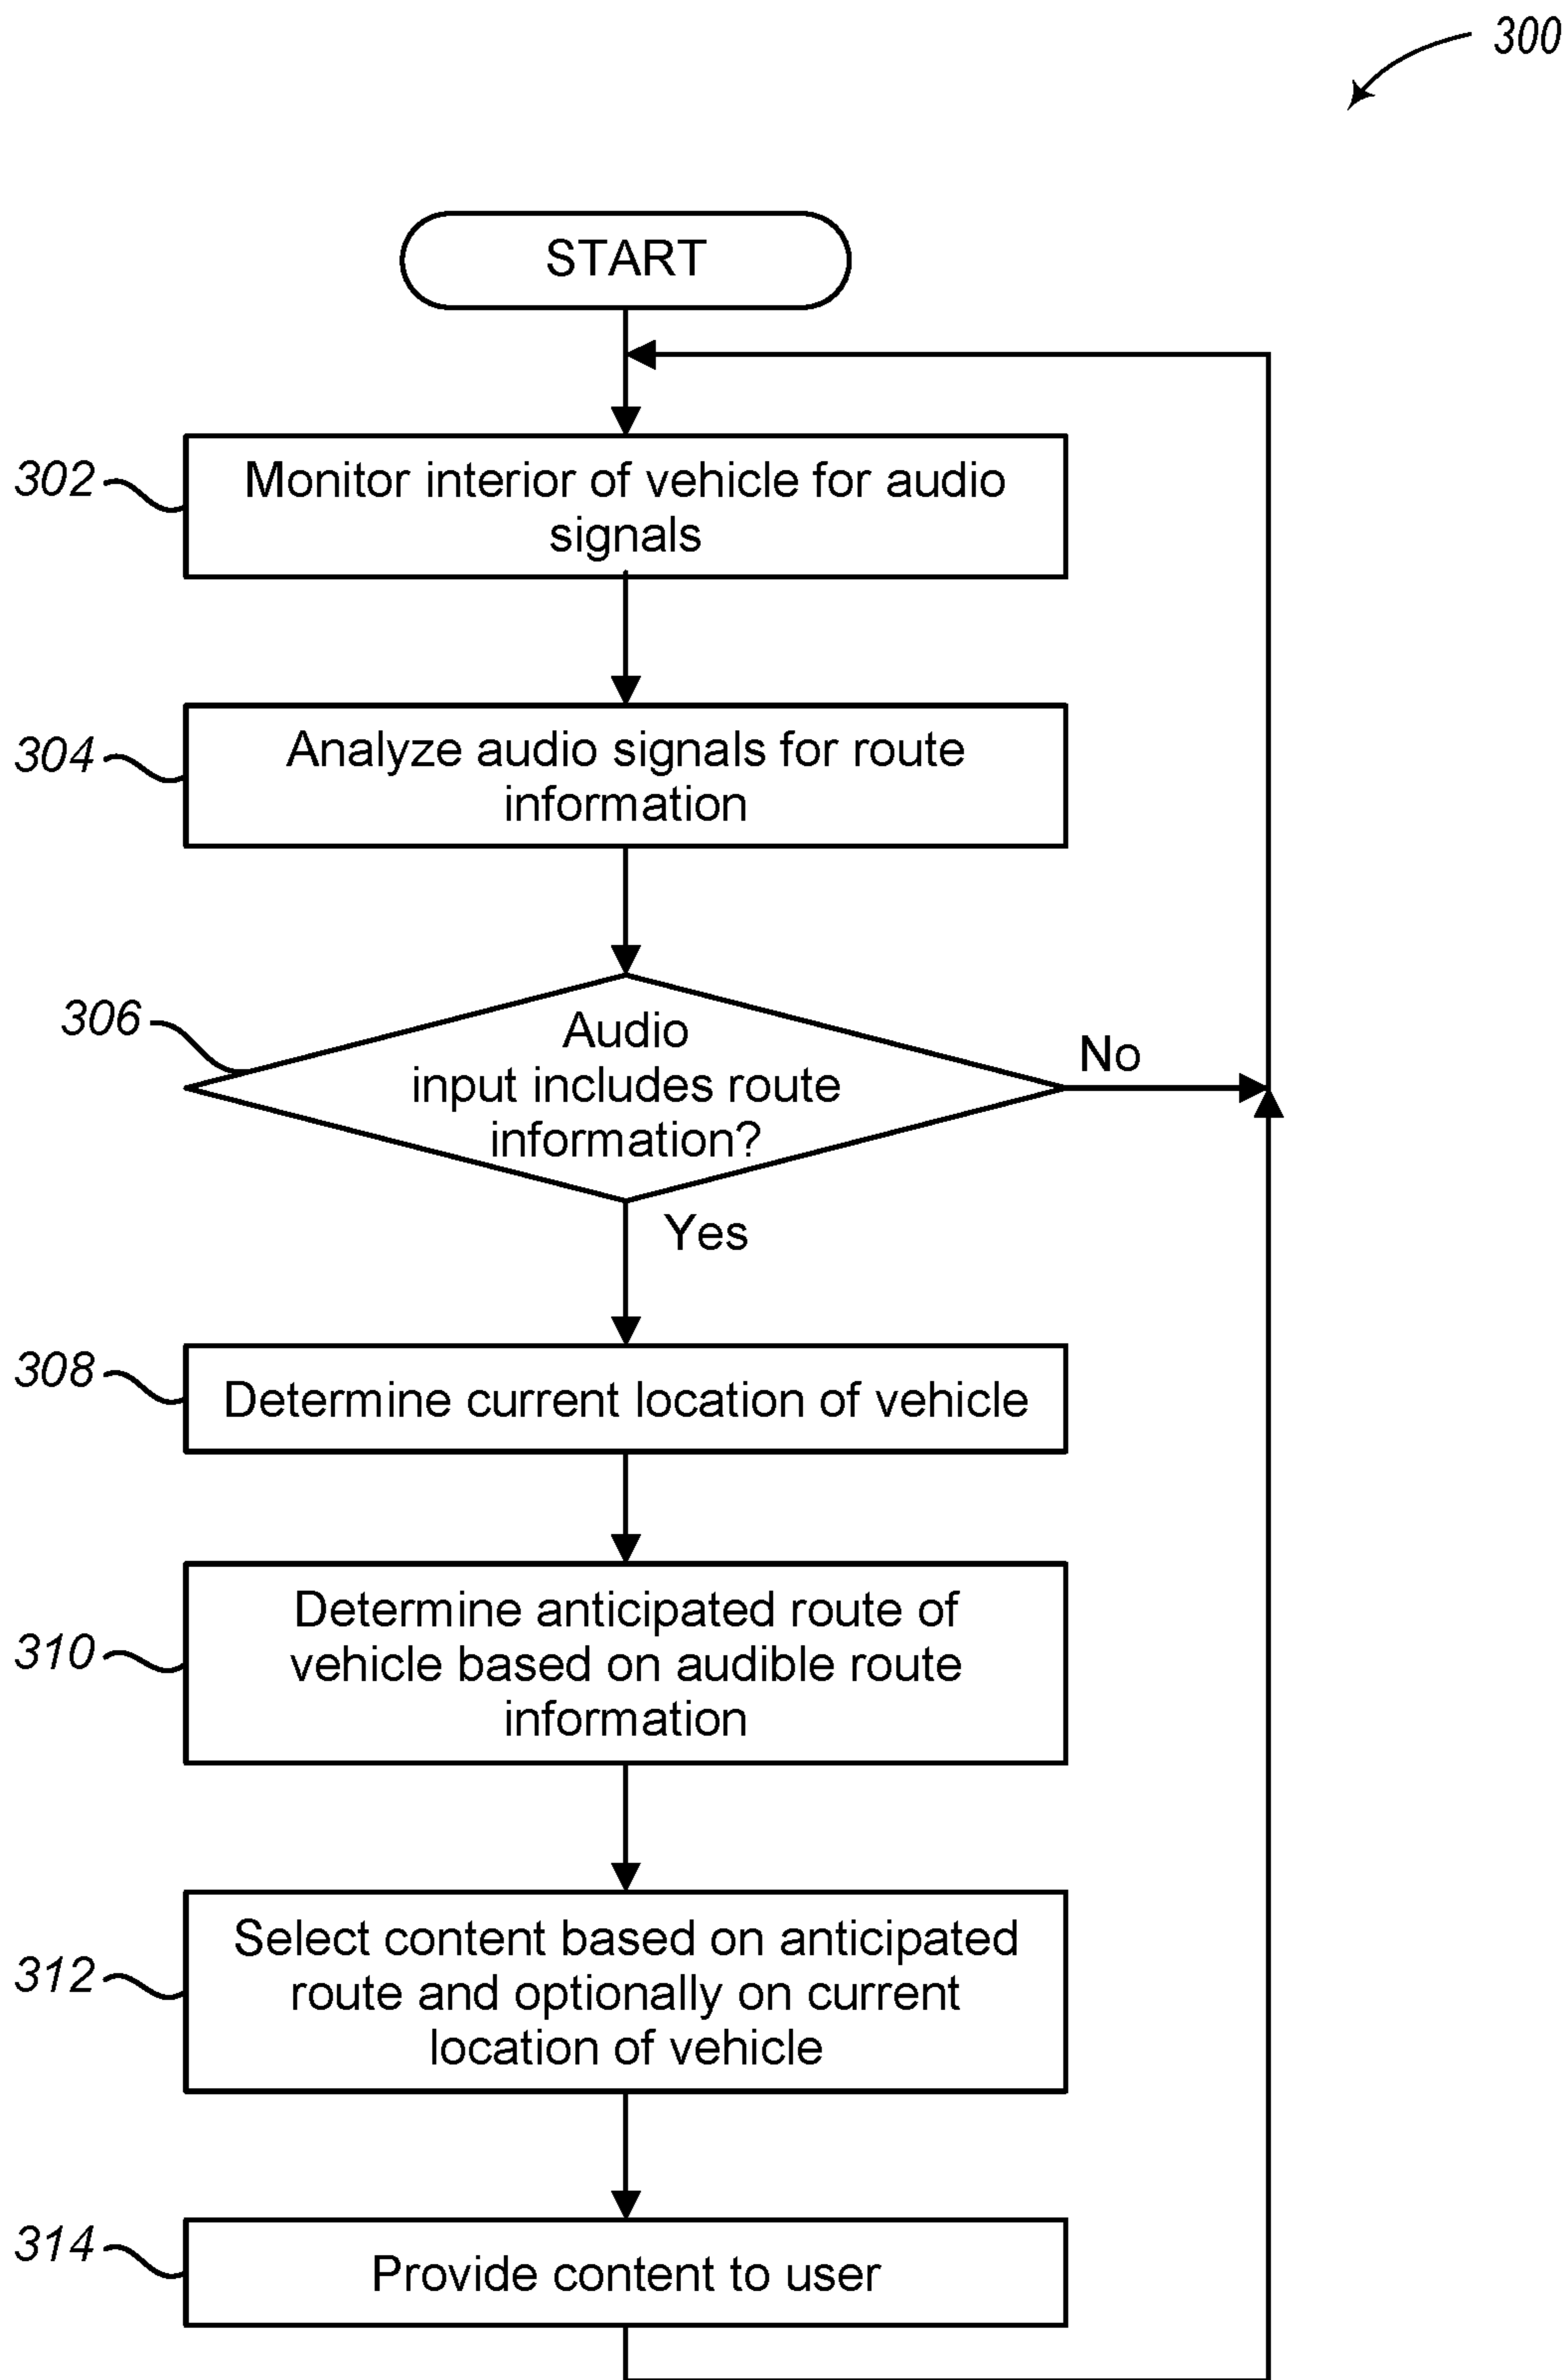 300
START
302
Monitor interior of vehicle for audio
signals
304
Analyze audio signals for route
information
306
Audio
input includes route
information?
No
Yes
308
Determine current location of vehicle
310
Determine anticipated route of
vehicle based on audible route
information
312
Select content based on anticipated
route and optionally on current
location of vehicle
314
Provide content to user